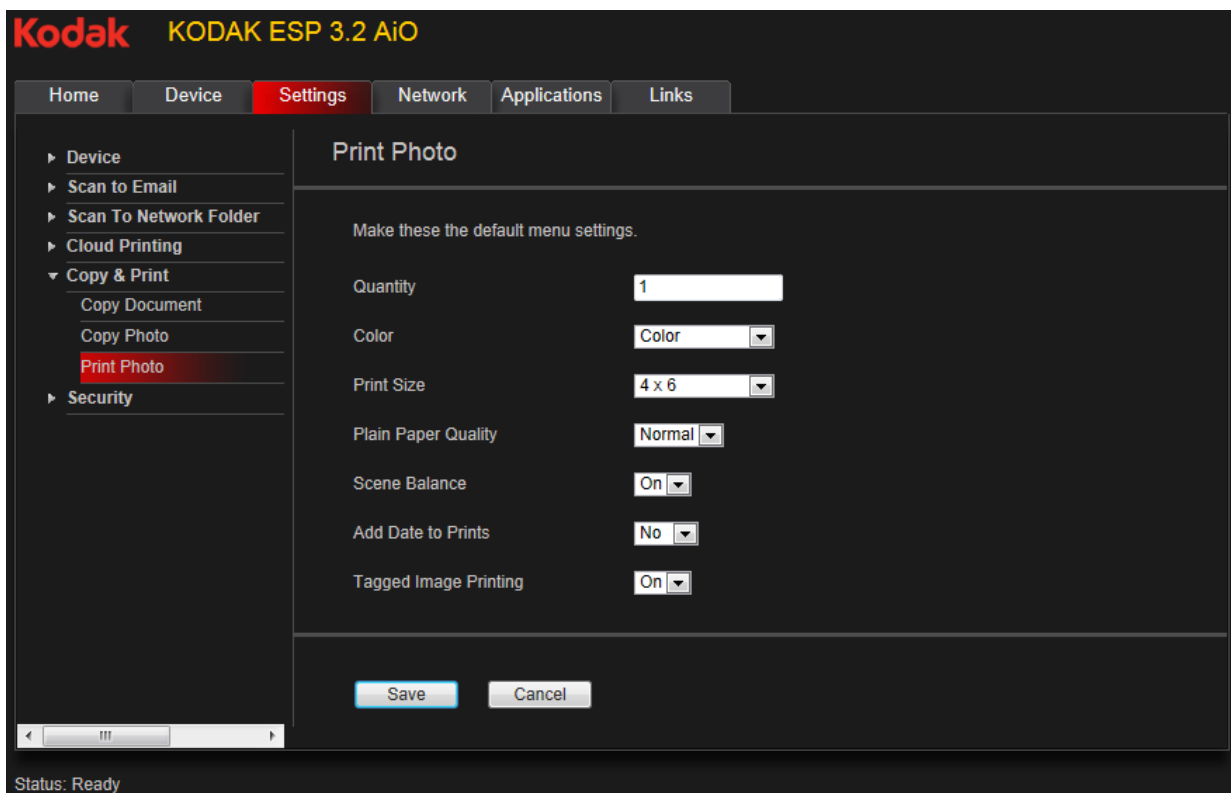 Kodak KODAK ESP 3.2 AiO
Home Device Settings Network Applications Links
Device
Scan to Email
Scan To Network Folder
Cloud Printing
Copy & Print
Copy Document
Copy Photo
Print Photo
Security
Print Photo
Make these the default menu settings.
Quantity 1
Color Color
Print Size 4 x 6
Plain Paper Quality Normal
Scene Balance On
Add Date to Prints No
Tagged Image Printing On
Save Cancel
Status: Ready